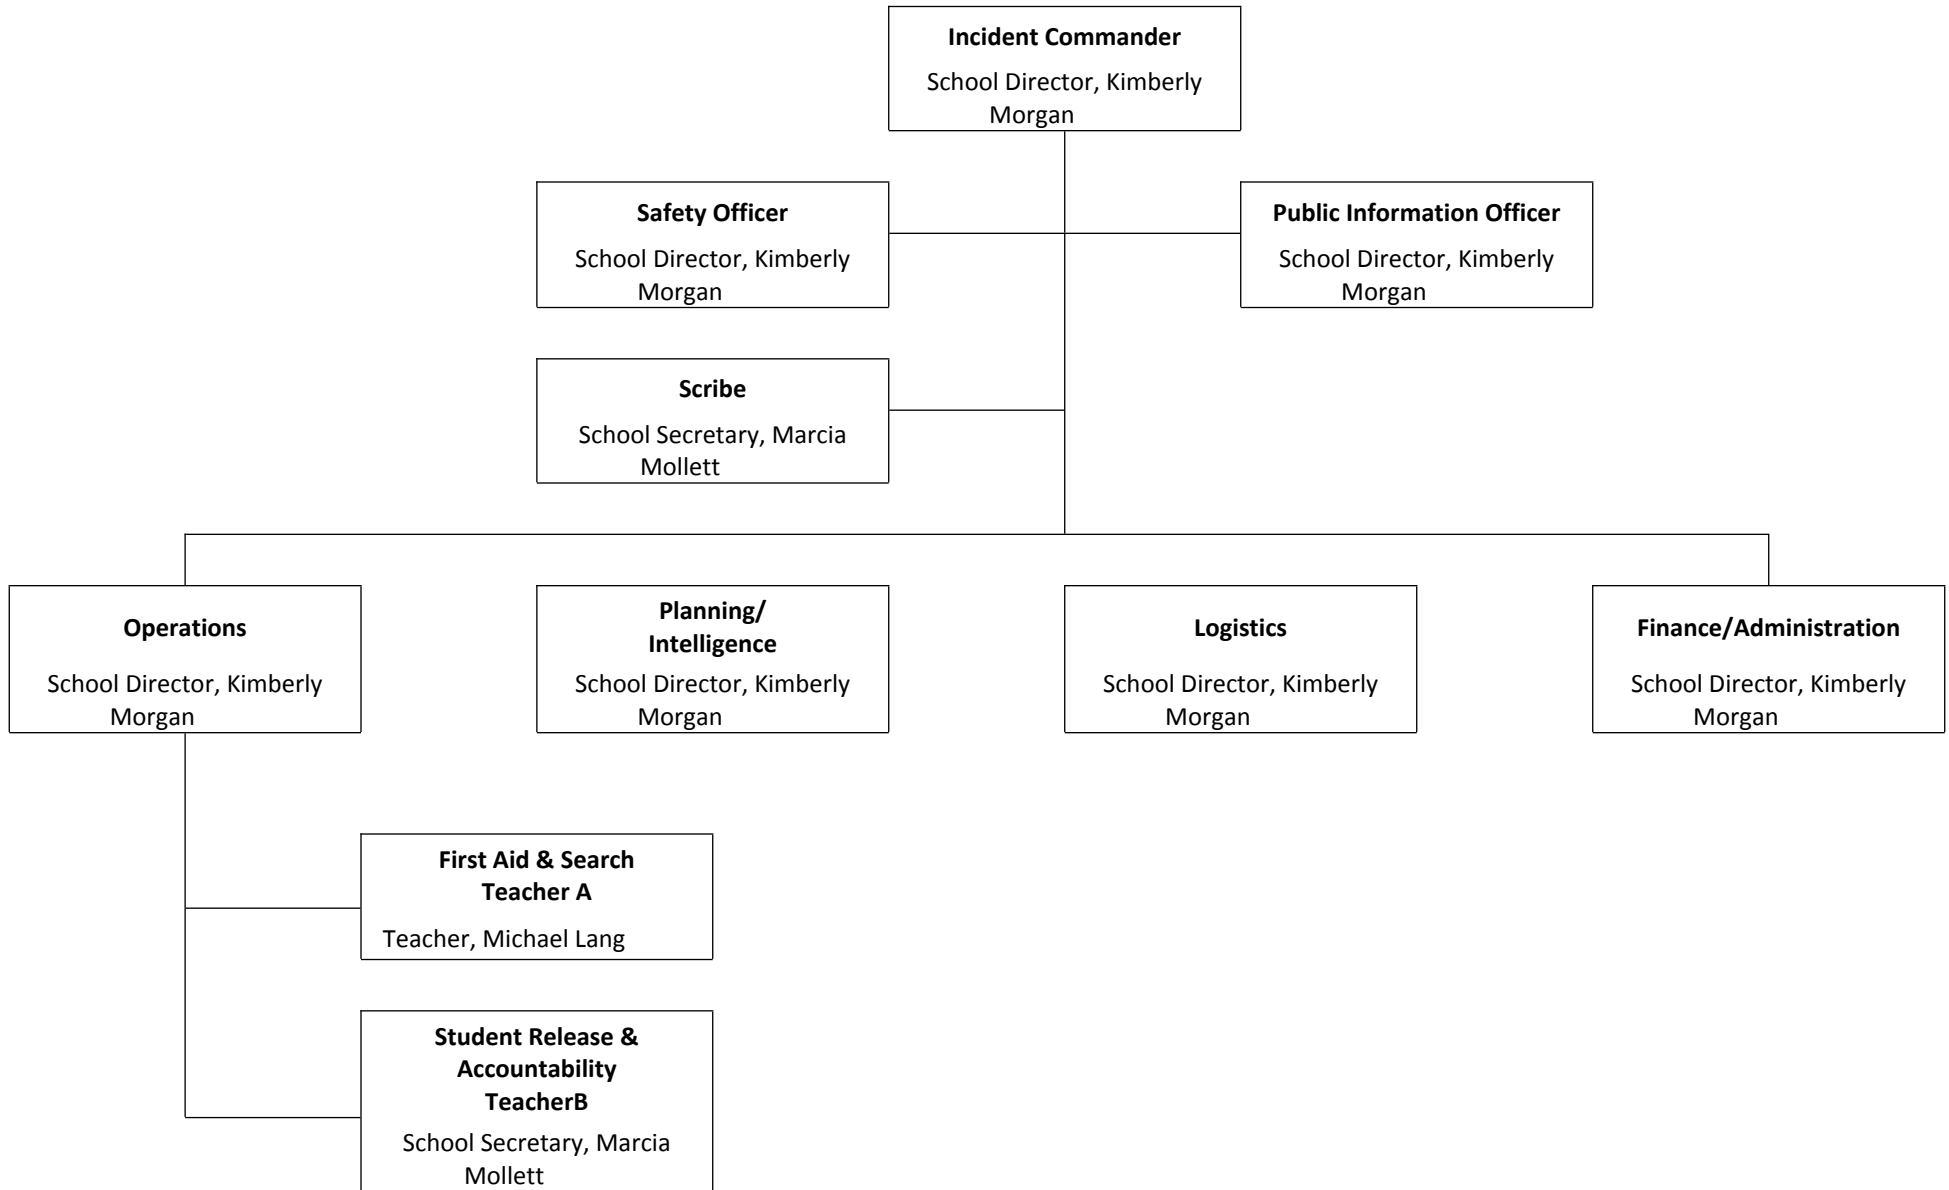 Incident Commander
School Director, Kimberly
Morgan
Safety Officer
School Director, Kimberly
Morgan
Public Information Officer
School Director, Kimberly
Morgan
Scribe
School Secretary, Marcia
Mollett
Operations
School Director, Kimberly
Morgan
Planning/
Intelligence
School Director, Kimberly
Morgan
Logistics
School Director, Kimberly
Morgan
Finance/Administration
School Director, Kimberly
Morgan
First Aid & Search
Teacher A
Teacher, Michael Lang
Student Release &
Accountability
TeacherB
School Secretary, Marcia
Mollett